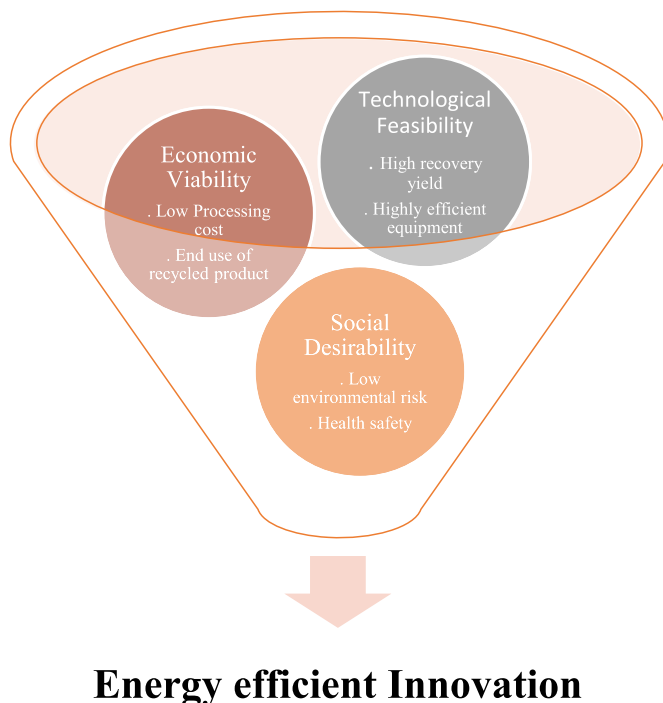 Economic
Viability
. Low Processing
cost
. End use of
recycled product
Technological
Feasibility
. High recovery
yield
. Highly efficient
equipment
Social
Desirability
. Low
environmental risk
. Health safety
Energy efficient Innovation